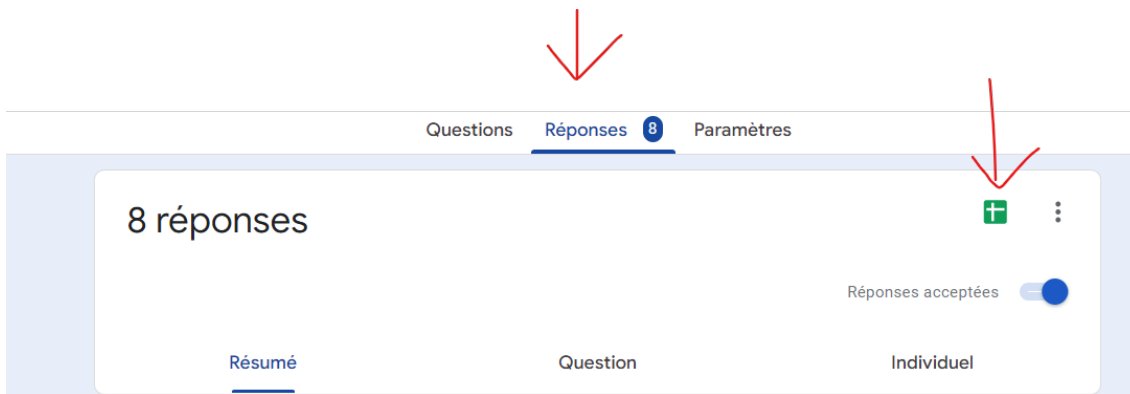 Questions Réponses 8 Paramètres
8 réponses
Réponses acceptées
Résumé Question Individuel